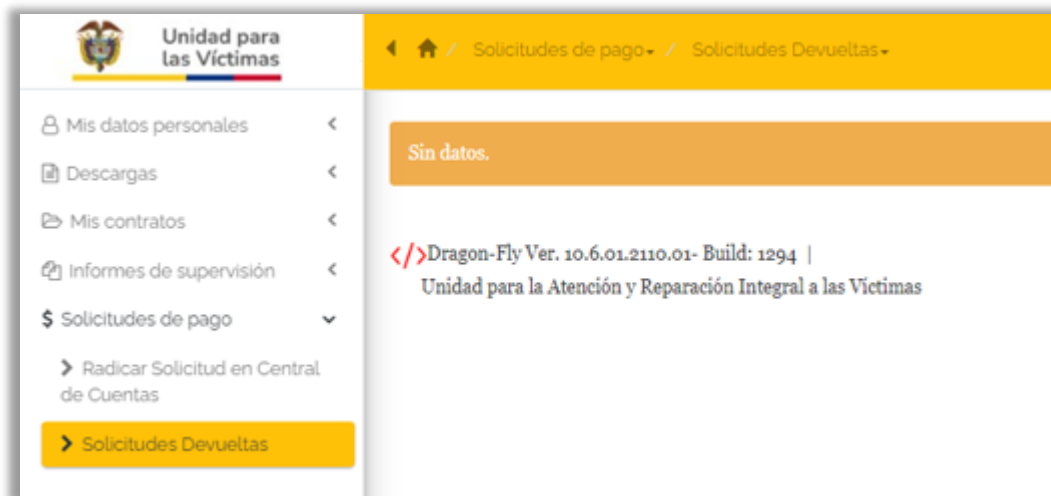 Unidad para
las Víctimas
Mis datos personales
Descargas
Mis contratos
Informes de supervisión
$ Solicitudes de pago
Radicar Solicitud en Central
de Cuentas
Solicitudes Devueltas
/ Solicitudes de pago / Solicitudes Devueltas
Sin datos.
</>Dragon-Fly Ver. 10.6.01.2110.01- Build: 1294 |
Unidad para la Atención y Reparación Integral a las Víctimas